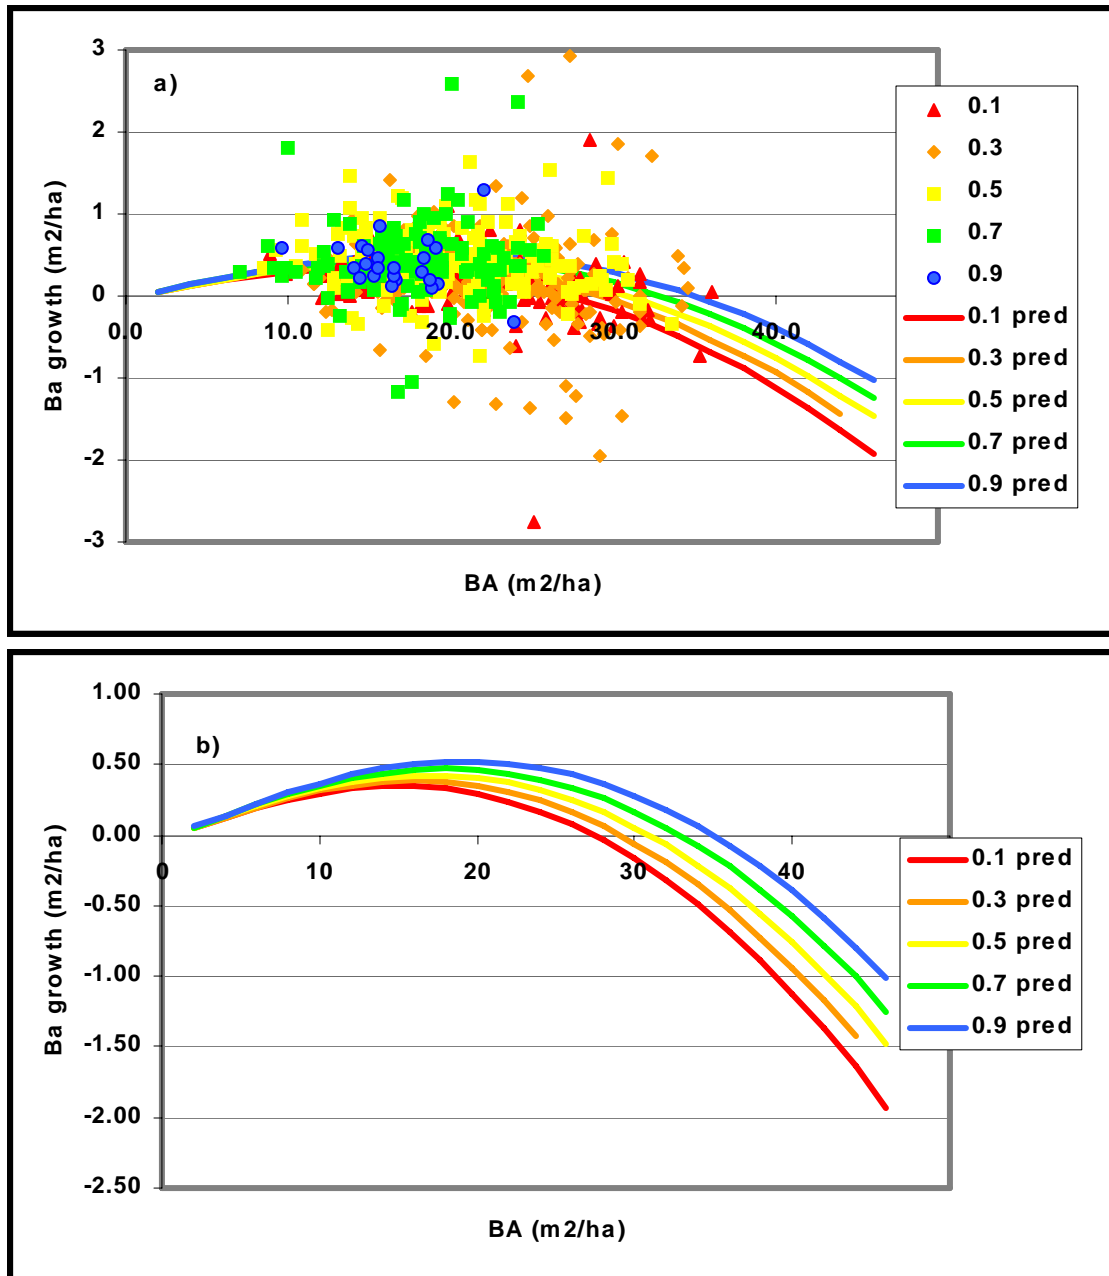 a)
3
2
1
0
-1
-2
-3
0.0
10.0
20.0
30.0
40.0
Ba growth (m2/ha)
BA (m2/ha)
0.1
0.3
0.5
0.7
0.9
0.1 pred
0.3 pred
0.5 pred
0.7 pred
0.9 pred
b)
1.00
0.50
0.00
-0.50
-1.00
-1.50
-2.00
-2.50
0
10
20
30
40
Ba growth (m2/ha)
BA (m2/ha)
0.1 pred
0.3 pred
0.5 pred
0.7 pred
0.9 pred